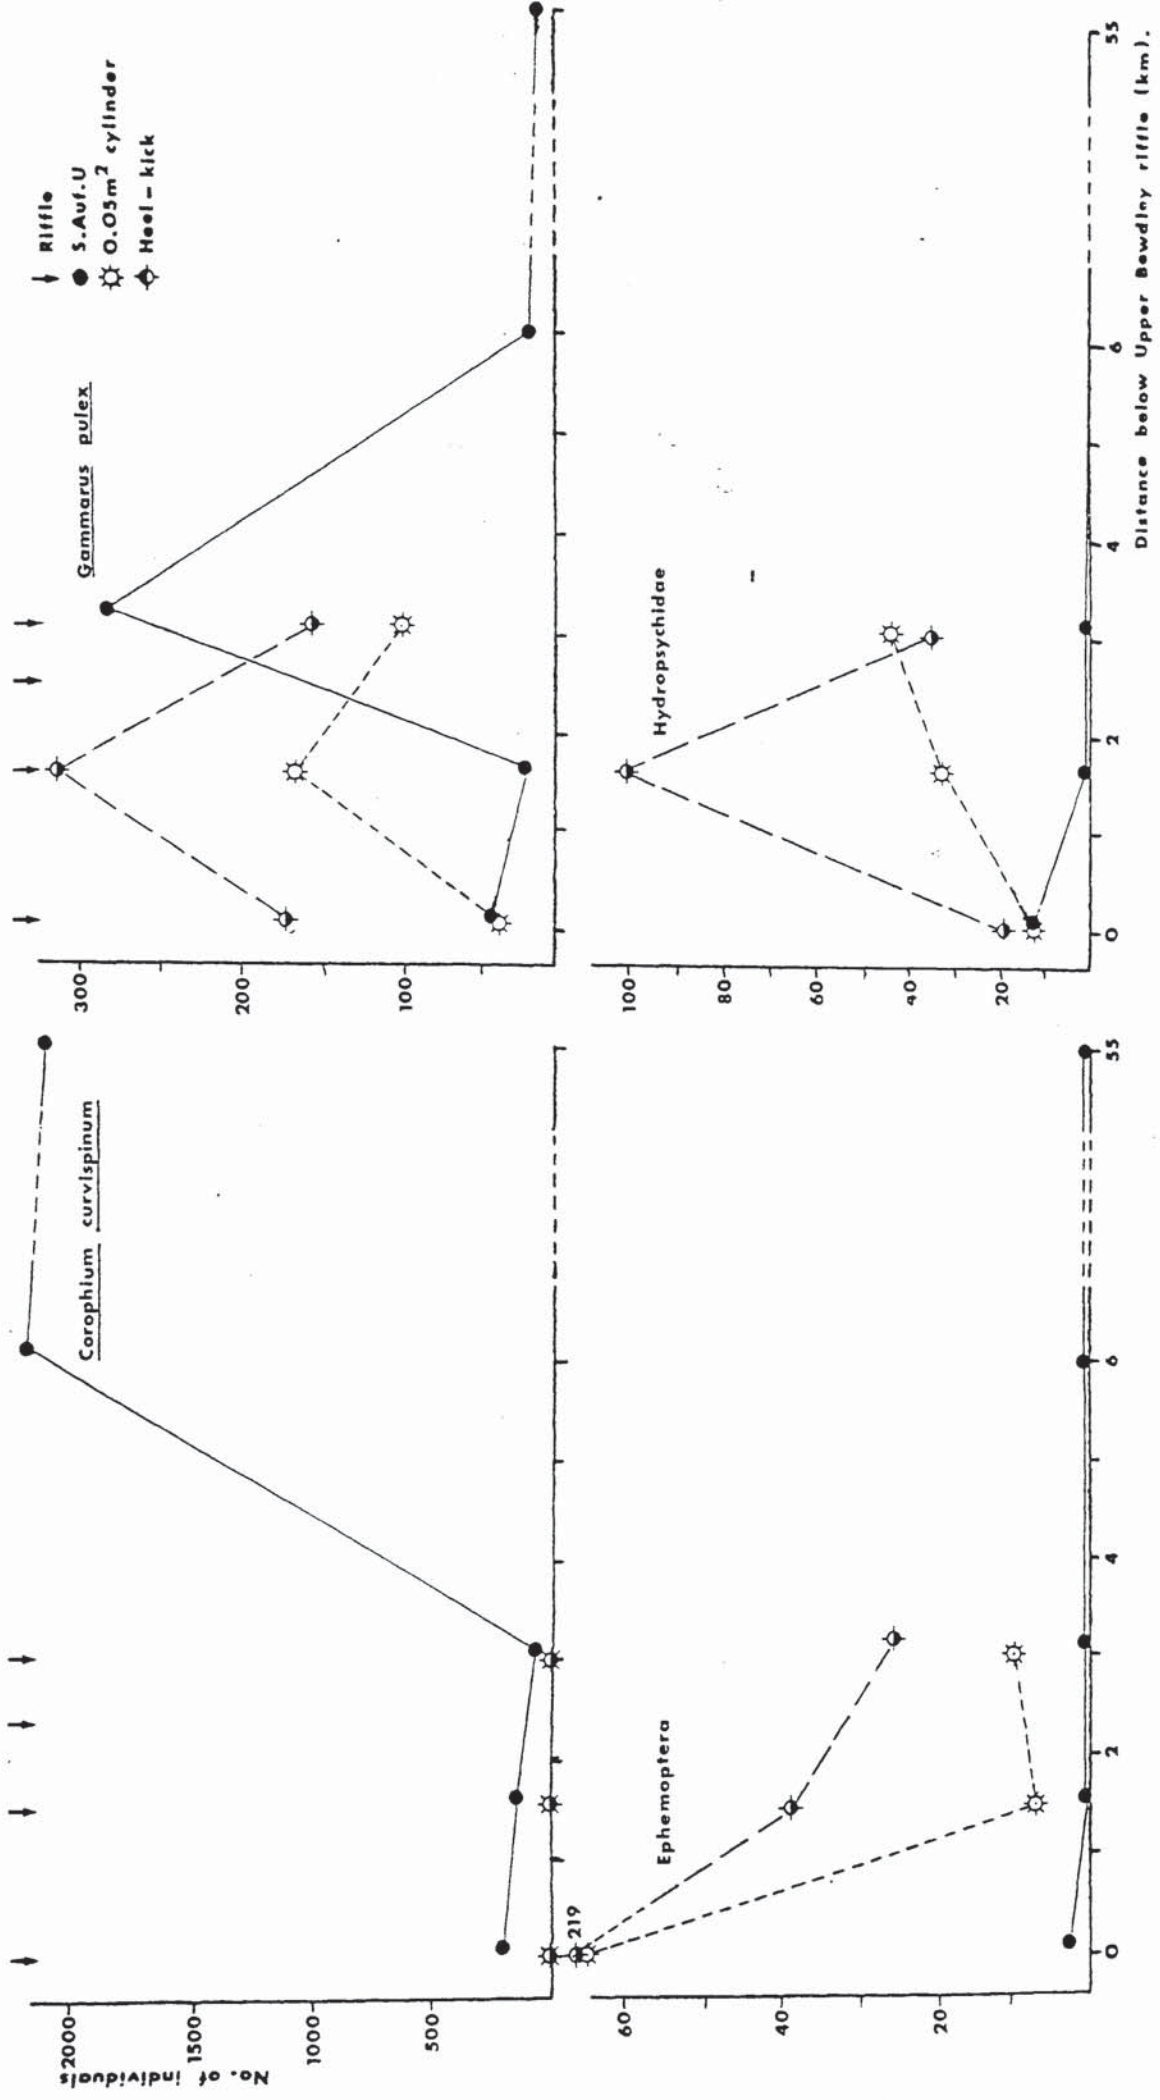 No. of individuals
2000
1500
1000
500
Corophium curvispinum
300
200
100
Gammarus pulex
Riffle
S.Auf.U
0.05m² cylinder
Heel – kick
60
40
20
219
Ephemoptera
0
2
4
6
55
100
80
60
40
20
Hydropsychidae
0
2
4
6
55
Distance below Upper Bewdley riffle (km).